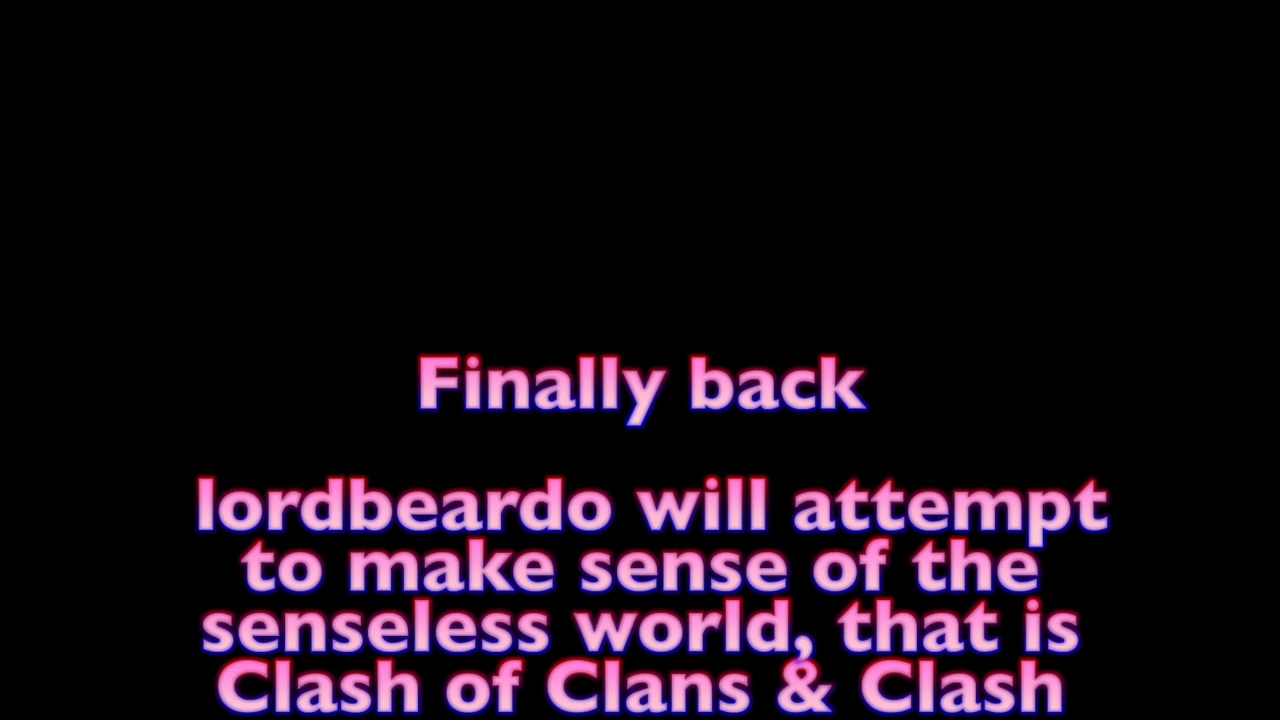 Finally back
lordbeardo will attempt
to make sense of the
senseless world, that is
Clash of Clans & Clash